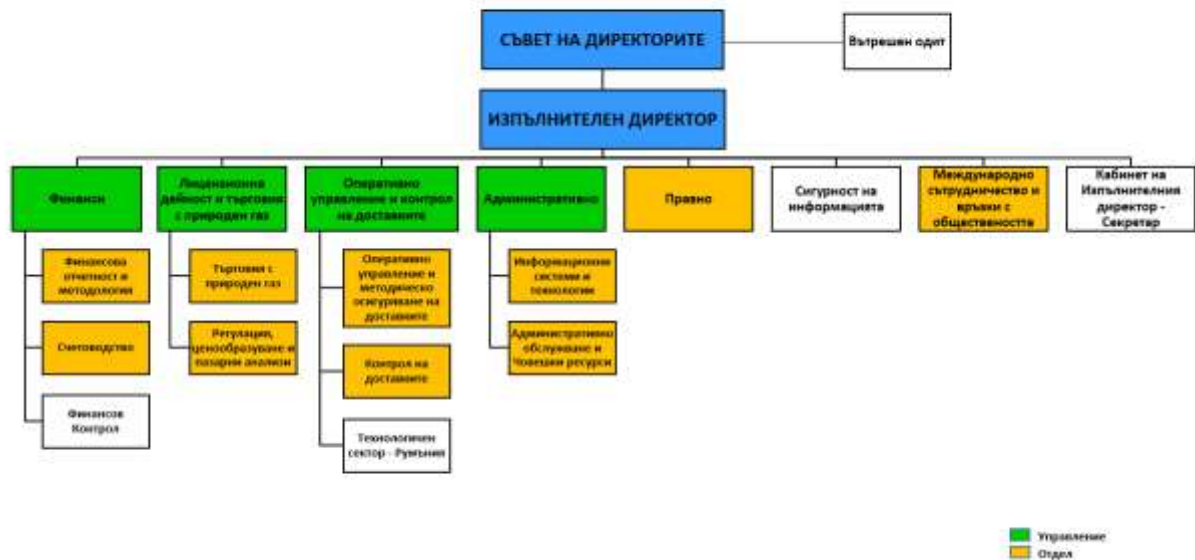 СЪВЕТ НА ДИРЕКТОРИТЕ
Вътрешен одит
ИЗПЪЛНИТЕЛЕН ДИРЕКТОР
Финанси
Лицензионна
дейност и търговия
с природен газ
Оперативно
управление и контрол
на доставките
Административно
Правно
Сигурност на
информацията
Международно
сътрудничество и
връзки с
обществеността
Кабинет на
Изпълнителния
директор -
Секретар
Финансова
отчетност и
методология
Търговия с
природен газ
Оперативно
управление и
методическо
осигуряване на
доставките
Информационни
системи и
технологии
Счетоводство
Регулация,
ценообразуване и
пазарни анализи
Контрол на
доставките
Административно
обслужване и
Човешки ресурси
Финансов
Контрол
Технологичен
сектор - Румъния
Управление
Отдел